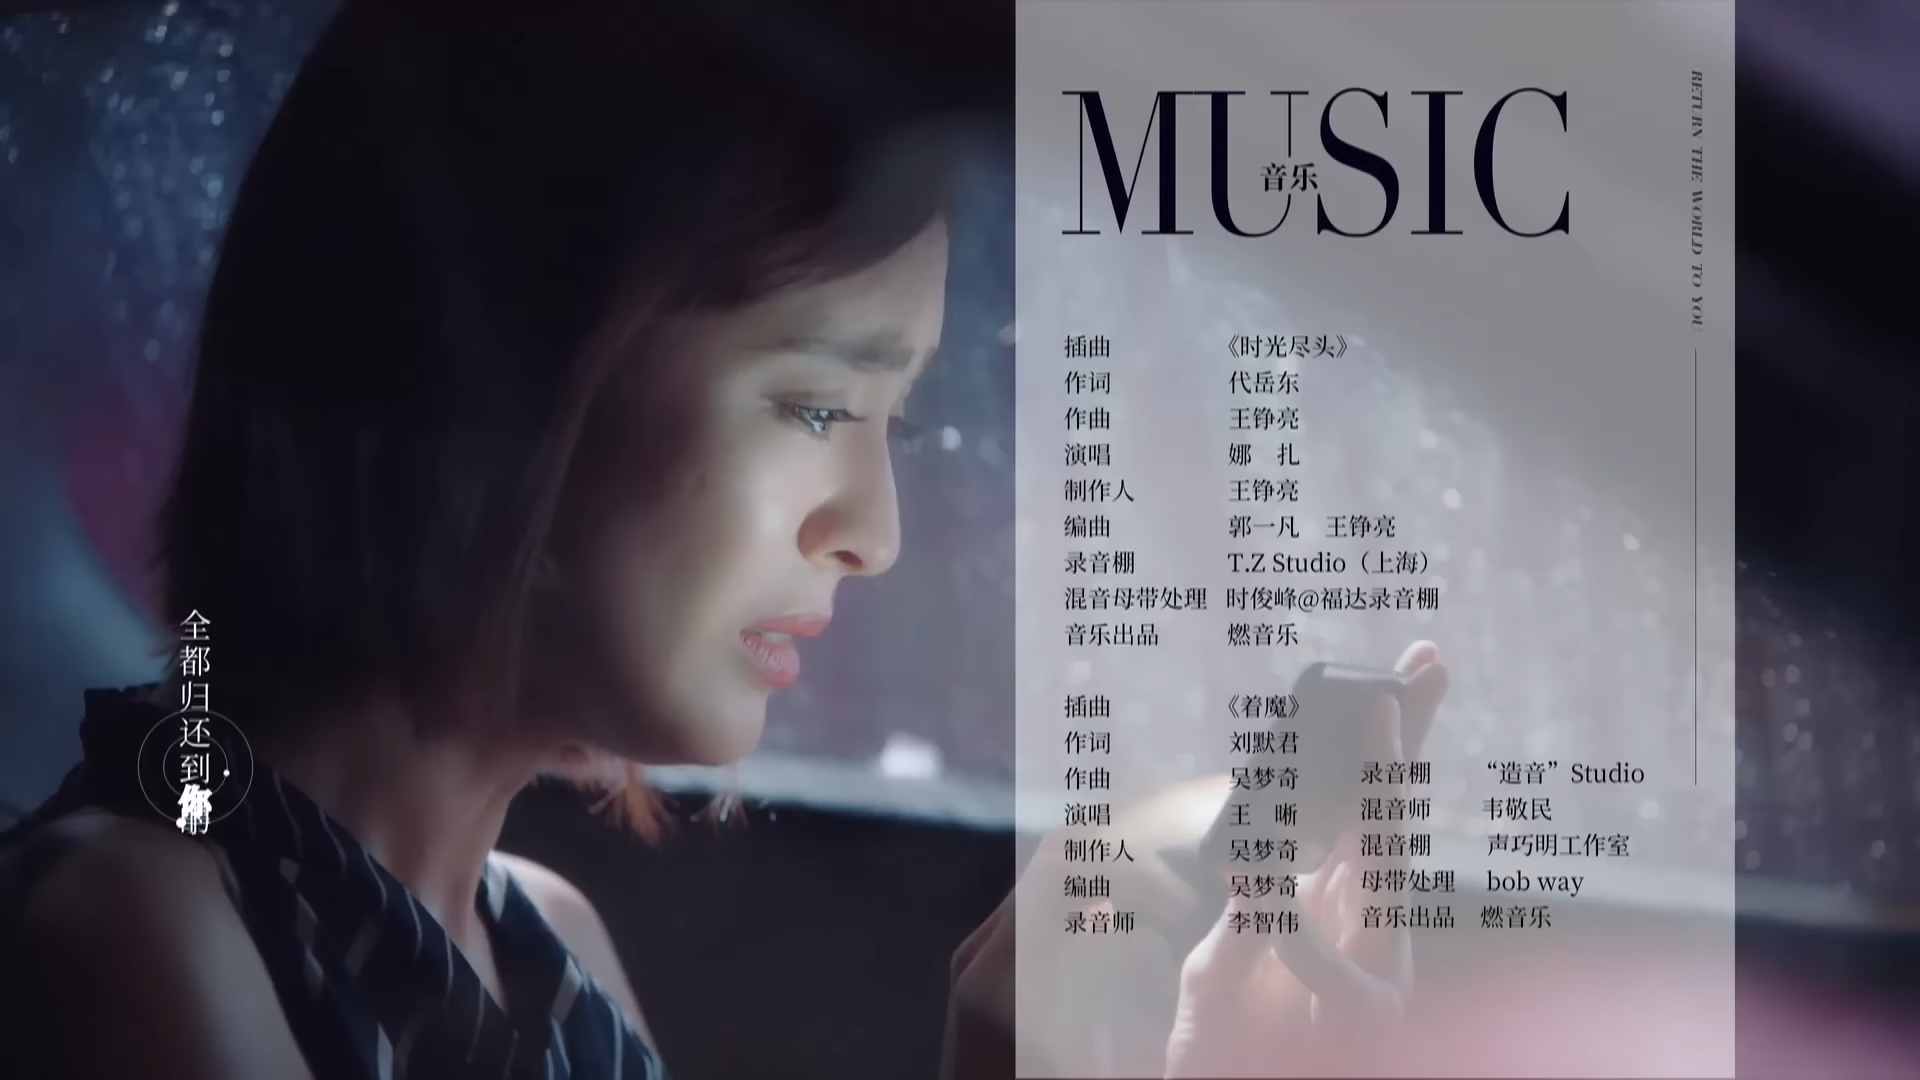 MUSIC
音乐
RETURN THE WORLD TO YOU
插曲 《时光尽头》
作词 代岳东
作曲 王铮亮
演唱 娜 扎
制作人 王铮亮
编曲 郭一凡 王铮亮
录音棚 T.Z Studio（上海）
混音母带处理 时俊峰@福达录音棚
音乐出品 燃音乐
插曲 《着魔》
作词 刘默君
作曲 吴梦奇
演唱 王 晰
制作人 吴梦奇
编曲 吴梦奇
录音师 李智伟
录音棚 “造音”Studio
混音师 韦敬民
混音棚 声巧明工作室
母带处理 bob way
音乐出品 燃音乐
全都归还到